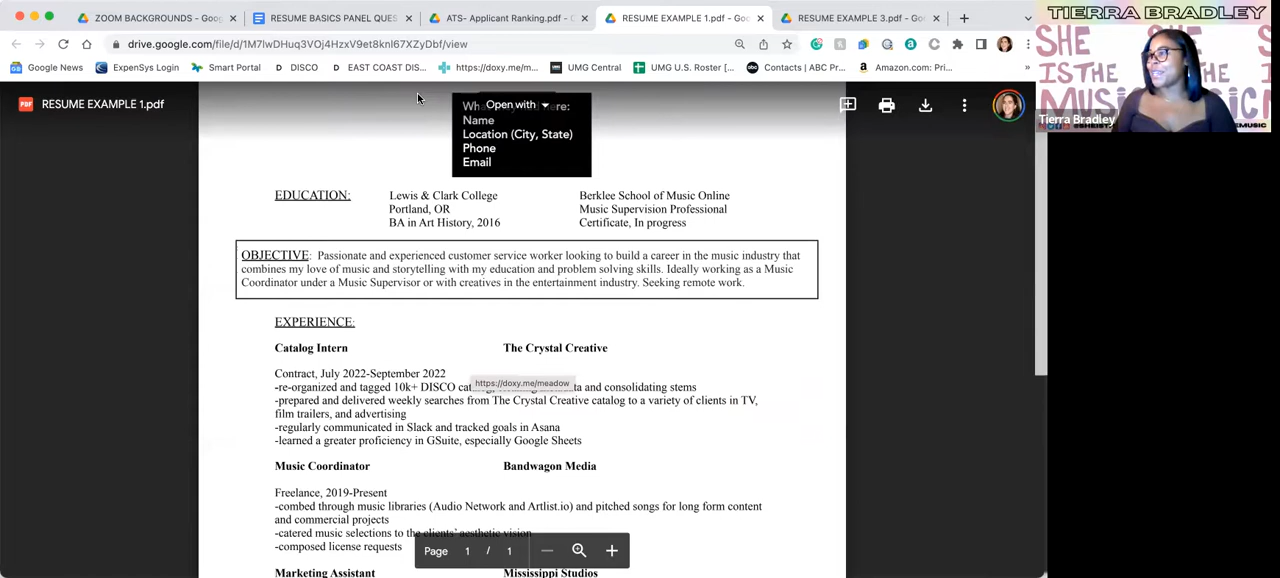 ZOOM BACKGROUNDS - Goog
RESUME BASICS PANEL QUES
ATS- Applicant Ranking.pdf - G
RESUME EXAMPLE 1.pdf - Goo
RESUME EXAMPLE 3.pdf - Goo
drive.google.com/file/d/1M7lwDHuq3VOj4HzxV9et8knI67XZyDbf/view
Google News
ExpenSys Login
Smart Portal
DISCO
EAST COAST DIS...
https://doxy.me/m...
UMG Central
UMG U.S. Roster [...
Contacts | ABC Pr...
Amazon.com: Pri...
TIERRA BRADLEY
SHE
IS THE
MUSIC
Tierra Bradley
PDF
RESUME EXAMPLE 1.pdf
Open with
Name
Location (City, State)
Phone
Email
EDUCATION: Lewis & Clark College Berklee School of Music Online
Portland, OR Music Supervision Professional
BA in Art History, 2016 Certificate, In progress
OBJECTIVE: Passionate and experienced customer service worker looking to build a career in the music industry that
combines my love of music and storytelling with my education and problem solving skills. Ideally working as a Music
Coordinator under a Music Supervisor or with creatives in the entertainment industry. Seeking remote work.
EXPERIENCE:
Catalog Intern The Crystal Creative
Contract, July 2022-September 2022
https://doxy.me/meadow
-re-organized and tagged 10k+ DISCO and consolidating stems
-prepared and delivered weekly searches from The Crystal Creative catalog to a variety of clients in TV,
film trailers, and advertising
-regularly communicated in Slack and tracked goals in Asana
-learned a greater proficiency in GSuite, especially Google Sheets
Music Coordinator Bandwagon Media
Freelance, 2019-Present
-combed through music libraries (Audio Network and Artlist.io) and pitched songs for long form content
and commercial projects
-catered music selections to the clients' aesthetic vision
-composed license requests
Page 1 / 1
Marketing Assistant Mississippi Studios